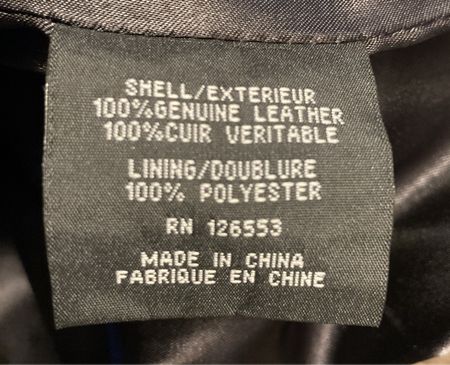 SHELL/EXTERIEUR
100%GENUINE LEATHER
100%CUIR VERITABLE
LINING/DOUBLURE
100% POLYESTER
RN 126553
MADE IN CHINA
FABRIQUE EN CHINE